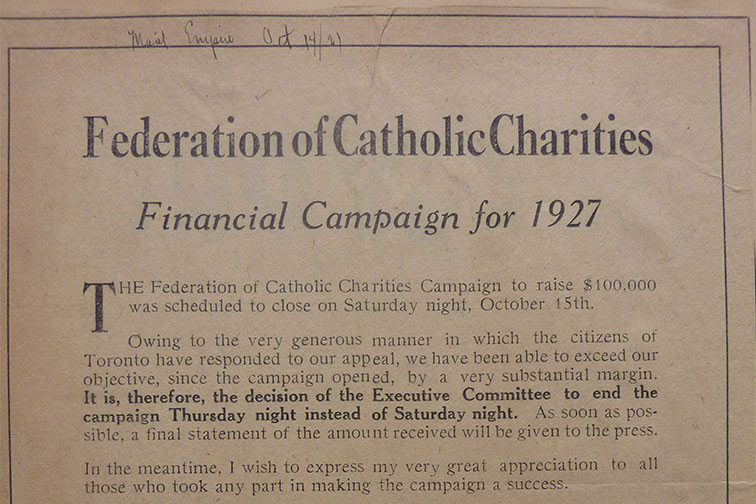 Mail Empire Oct 14/27
Federation of Catholic Charities
Financial Campaign for 1927
THE Federation of Catholic Charities Campaign to raise $100,000
was scheduled to close on Saturday night, October 15th.
Owing to the very generous manner in which the citizens of
Toronto have responded to our appeal, we have been able to exceed our
objective, since the campaign opened, by a very substantial margin.
It is, therefore, the decision of the Executive Committee to end the
campaign Thursday night instead of Saturday night. As soon as pos-
sible, a final statement of the amount received will be given to the press.
In the meantime, I wish to express my very great appreciation to all
those who took any part in making the campaign a success.